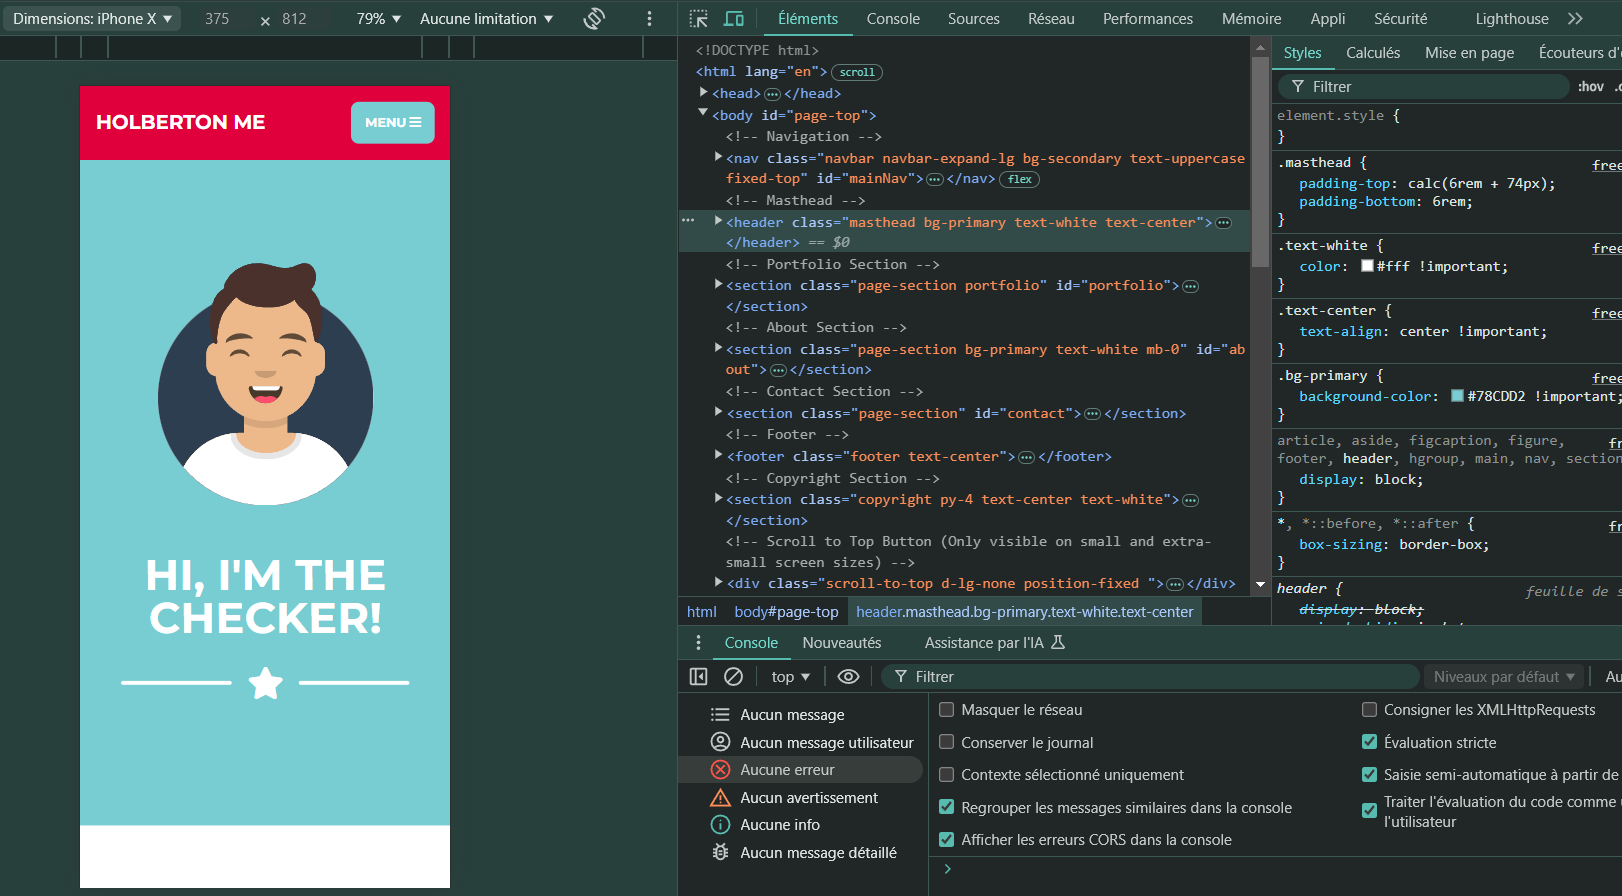 Dimensions: iPhone X ▼ 375 × 812 79% ▼ Aucune limitation ▼
HOLBERTON ME
MENU
HI, I'M THE
CHECKER!
Éléments Console Sources Réseau Performances Mémoire Appli Sécurité Lighthouse
<!DOCTYPE html>
<html lang="en"> scroll
<head> ⋯ </head>
<body id="page-top">
<!-- Navigation -->
<nav class="navbar navbar-expand-lg bg-secondary text-uppercase
fixed-top" id="mainNav"> ⋯ </nav> flex
<!-- Masthead -->
<header class="masthead bg-primary text-white text-center"> ⋯
</header> == $0
<!-- Portfolio Section -->
<section class="page-section portfolio" id="portfolio"> ⋯
</section>
<!-- About Section -->
<section class="page-section bg-primary text-white mb-0" id="ab
out"> ⋯ </section>
<!-- Contact Section -->
<section class="page-section" id="contact"> ⋯ </section>
<!-- Footer -->
<footer class="footer text-center"> ⋯ </footer>
<!-- Copyright Section -->
<section class="copyright py-4 text-center text-white"> ⋯
</section>
<!-- Scroll to Top Button (Only visible on small and extra-
small screen sizes) -->
<div class="scroll-to-top d-lg-none position-fixed "> ⋯ </div>
html body#page-top header.masthead.bg-primary.text-white.text-center
Styles Calculés Mise en page Écouteurs d'
Filtrer :hov
element.style {
}
.masthead { free
padding-top: calc(6rem + 74px);
padding-bottom: 6rem;
}
.text-white { free
color: #fff !important;
}
.text-center { free
text-align: center !important;
}
.bg-primary { free
background-color: #78CDD2 !important;
}
article, aside, figcaption, figure, fr
footer, header, hgroup, main, nav, section
display: block;
}
*, *::before, *::after { fr
box-sizing: border-box;
}
header { feuille de s
display: block;
Console Nouveautés Assistance par l'IA
top ▼ Filtrer Niveaux par défaut ▼ Au
Aucun message
Aucun message utilisateur
Aucune erreur
Aucun avertissement
Aucune info
Aucun message détaillé
Masquer le réseau
Conserver le journal
Contexte sélectionné uniquement
Regrouper les messages similaires dans la console
Afficher les erreurs CORS dans la console
Consigner les XMLHttpRequests
Évaluation stricte
Saisie semi-automatique à partir de
Traiter l'évaluation du code comme
l'utilisateur
>